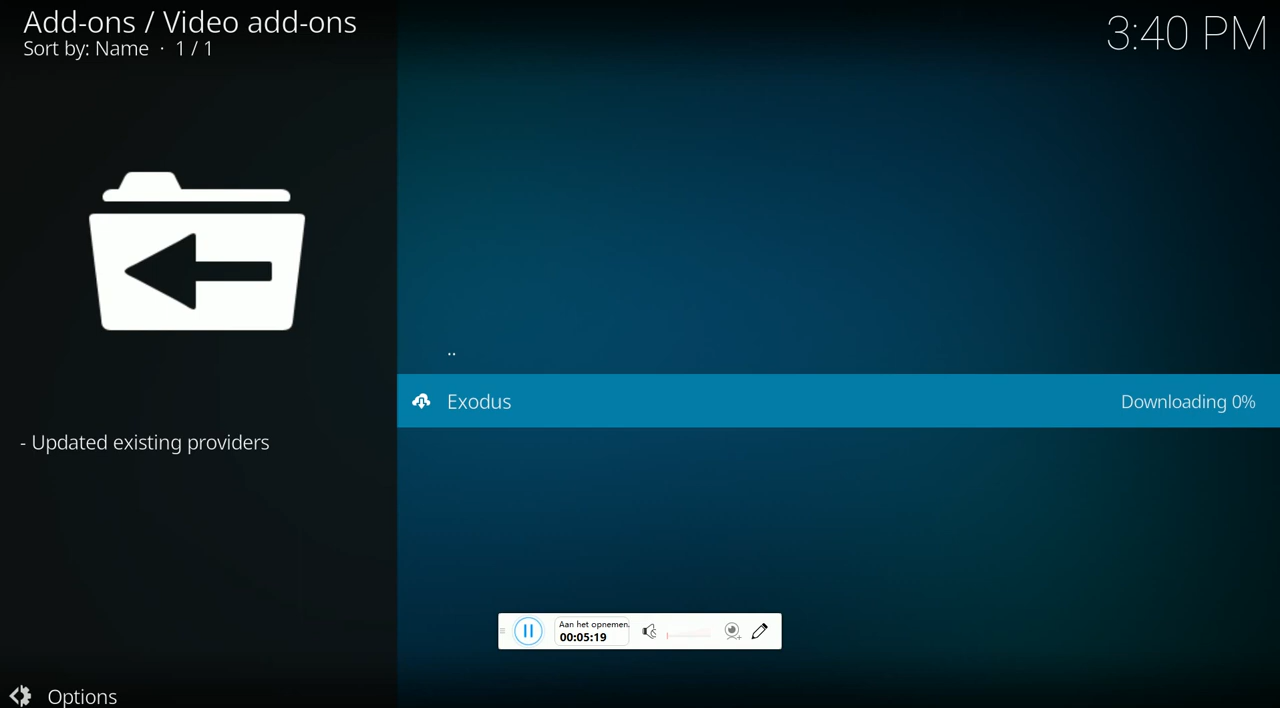 Add-ons / Video add-ons
Sort by: Name · 1 / 1
3:40 PM
..
Exodus Downloading 0%
- Updated existing providers
Aan het opnemen.
00:05:19
Options